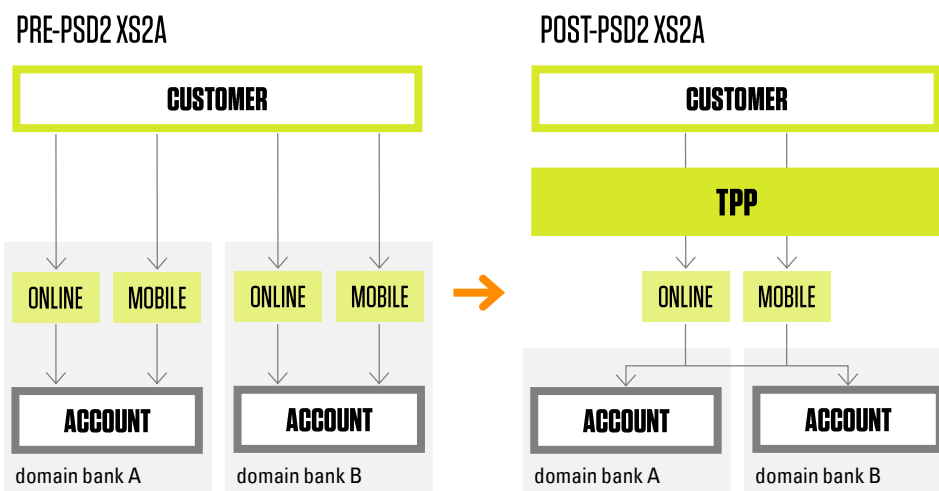 PRE-PSD2 XS2A
CUSTOMER
ONLINE
MOBILE
ONLINE
MOBILE
ACCOUNT
ACCOUNT
domain bank A
domain bank B
POST-PSD2 XS2A
CUSTOMER
TPP
ONLINE
MOBILE
ACCOUNT
ACCOUNT
domain bank A
domain bank B